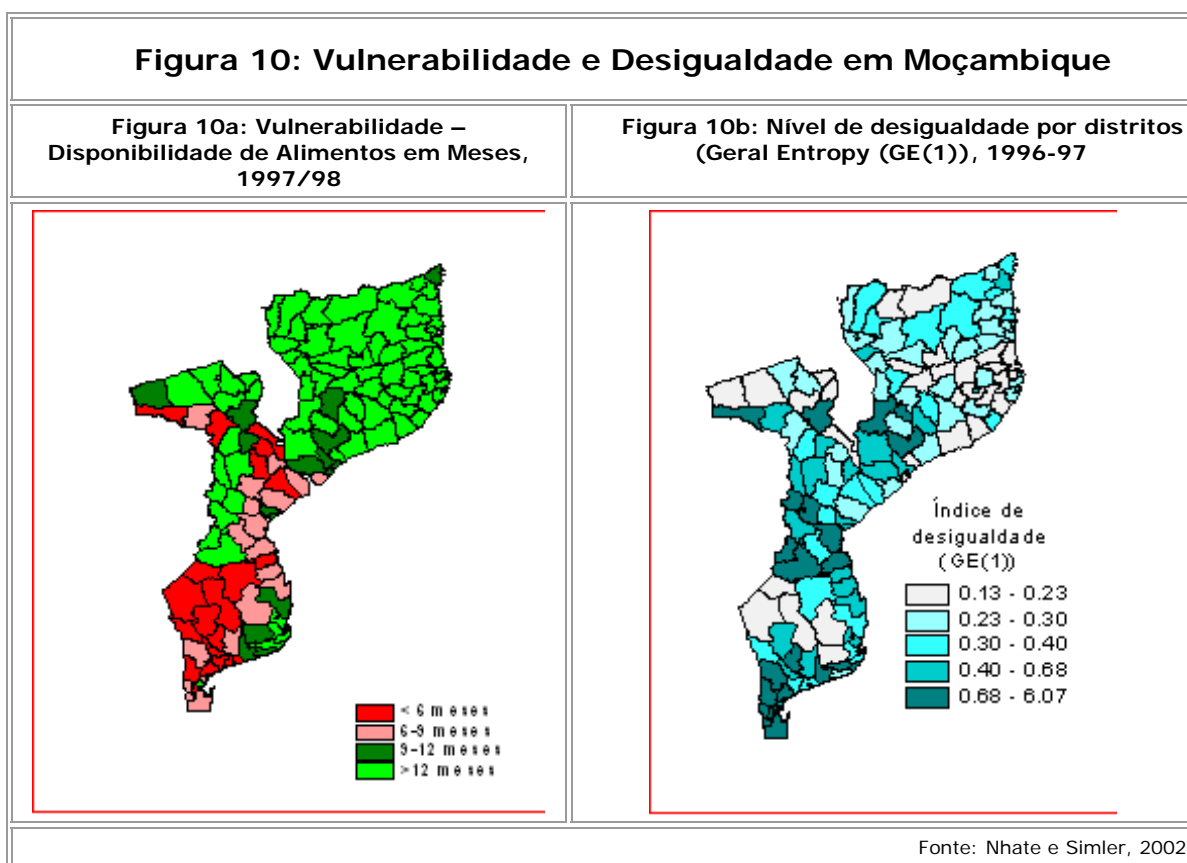 Figura 10: Vulnerabilidade e Desigualdade em Moçambique
Figura 10a: Vulnerabilidade –
Disponibilidade de Alimentos em Meses,
1997/98
Figura 10b: Nível de desigualdade por distritos
(Geral Entropy (GE(1)), 1996-97
< 6 meses
6-9 meses
9-12 meses
>12 meses
Índice de
desigualdade
(GE(1))
0.13 - 0.23
0.23 - 0.30
0.30 - 0.40
0.40 - 0.68
0.68 - 6.07
Fonte: Nhate e Simler, 2002